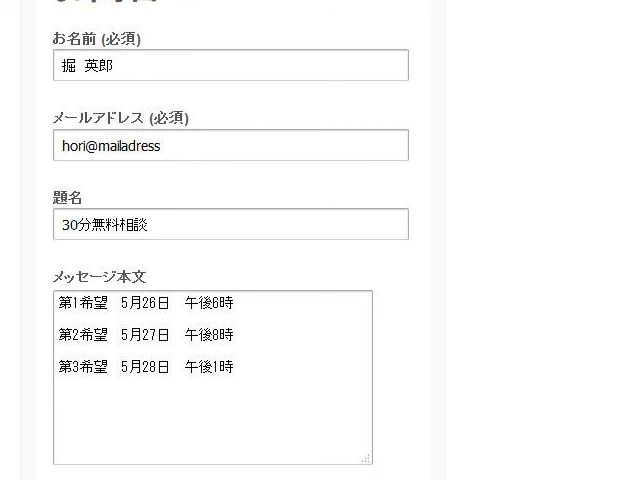 お名前 (必須)
堀 英郎
メールアドレス (必須)
hori@mailadress
題名
30分無料相談
メッセージ本文
第1希望 5月26日 午後6時
第2希望 5月27日 午後8時
第3希望 5月28日 午後1時